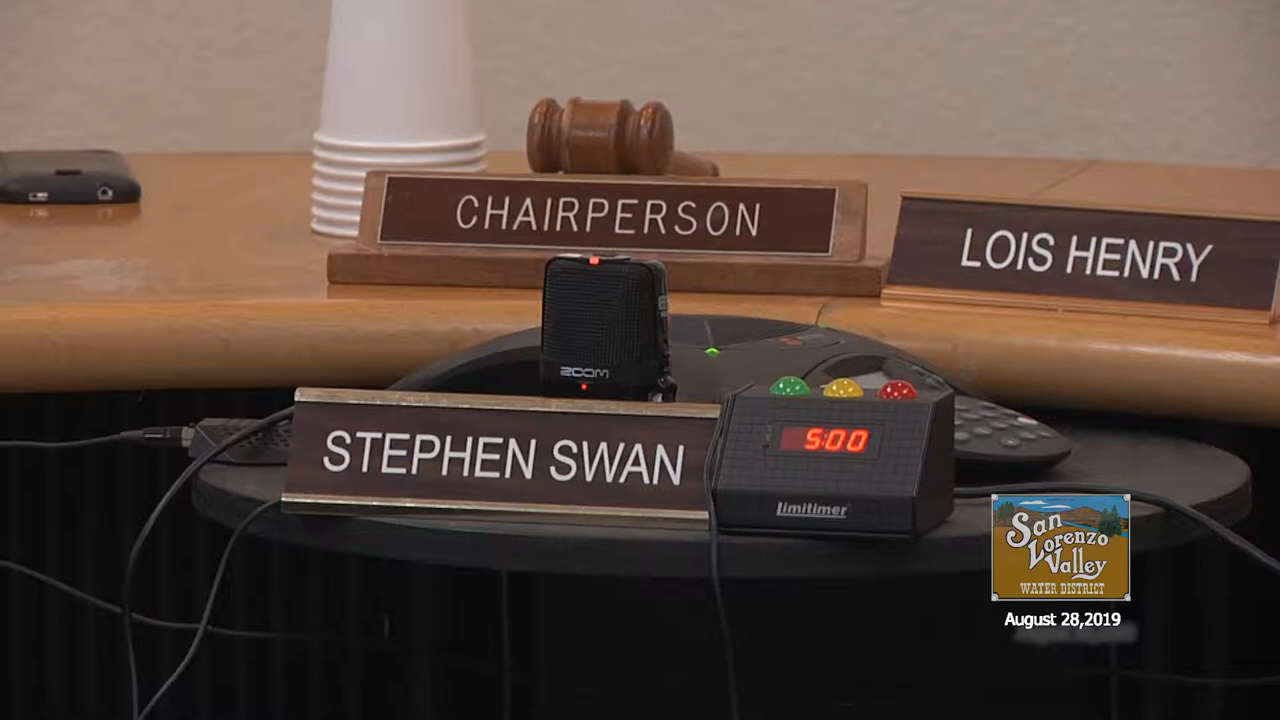 CHAIRPERSON
LOIS HENRY
ZOOM
STEPHEN SWAN
5:00
Limitimer
San
Lorenzo
Valley
WATER DISTRICT
August 28,2019